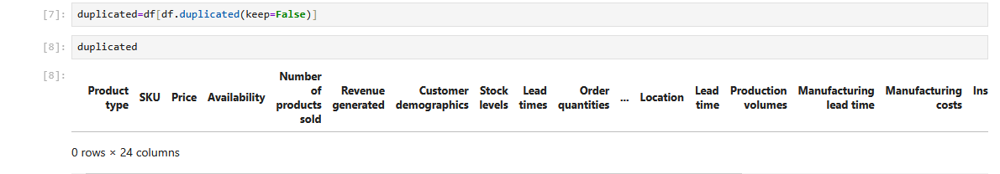 [7]: duplicated=df[df.duplicated(keep=False)]
[8]: duplicated
[8]:
Product type SKU Price Availability Number of products sold Revenue generated Customer demographics Stock levels Lead times Order quantities ... Location Lead time Production volumes Manufacturing lead time Manufacturing costs Ins
0 rows × 24 columns